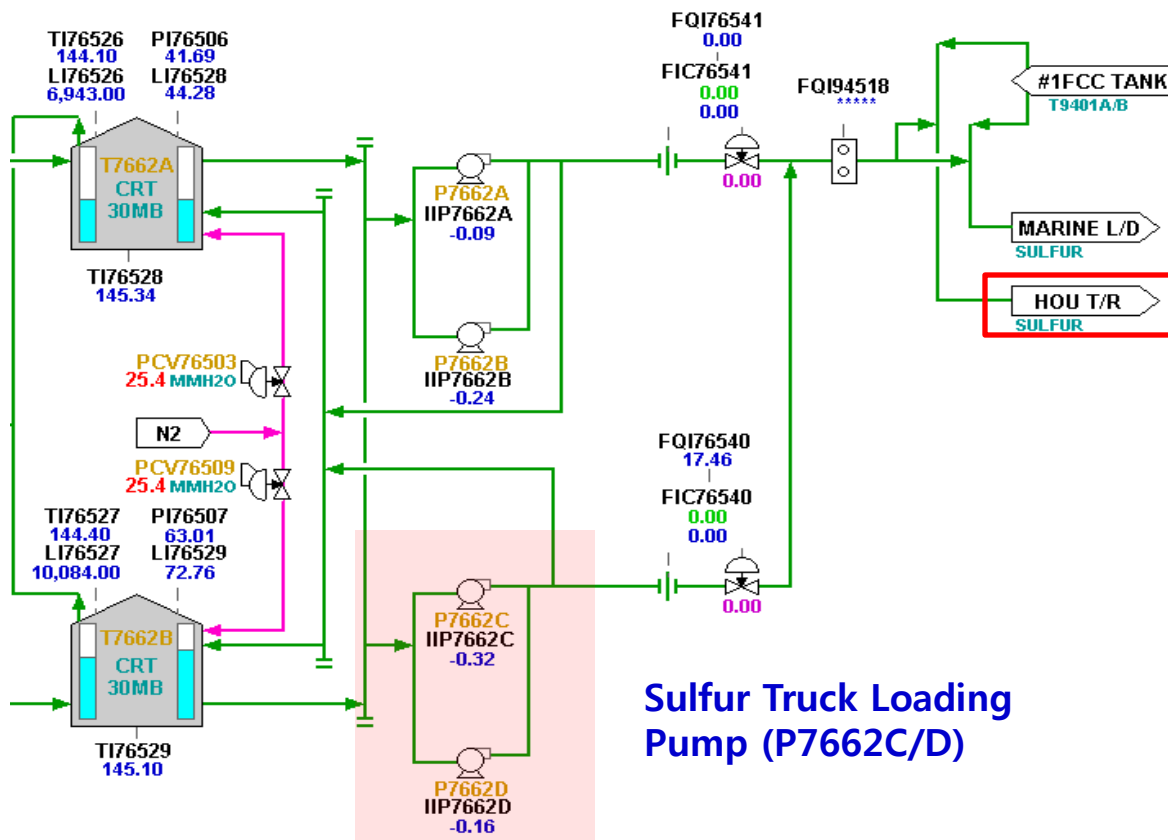 TI76526 PI76506
144.10 41.69
LI76526 LI76528
6,943.00 44.28
T7662A
CRT
30MB
TI76528
145.34
P7662A
IIP7662A
-0.09
P7662B
IIP7662B
-0.24
FQI76541
0.00
FIC76541
0.00
0.00
0.00
FQI94518
*****
#1FCC TANK
T9401A/B
MARINE L/D
SULFUR
HOU T/R
SULFUR
PCV76503
25.4 MMH2O
N2
PCV76509
25.4 MMH2O
TI76527 PI76507
144.40 63.01
LI76527 LI76529
10,084.00 72.76
T7662B
CRT
30MB
TI76529
145.10
P7662C
IIP7662C
-0.32
P7662D
IIP7662D
-0.16
FQI76540
17.46
FIC76540
0.00
0.00
0.00
Sulfur Truck Loading
Pump (P7662C/D)